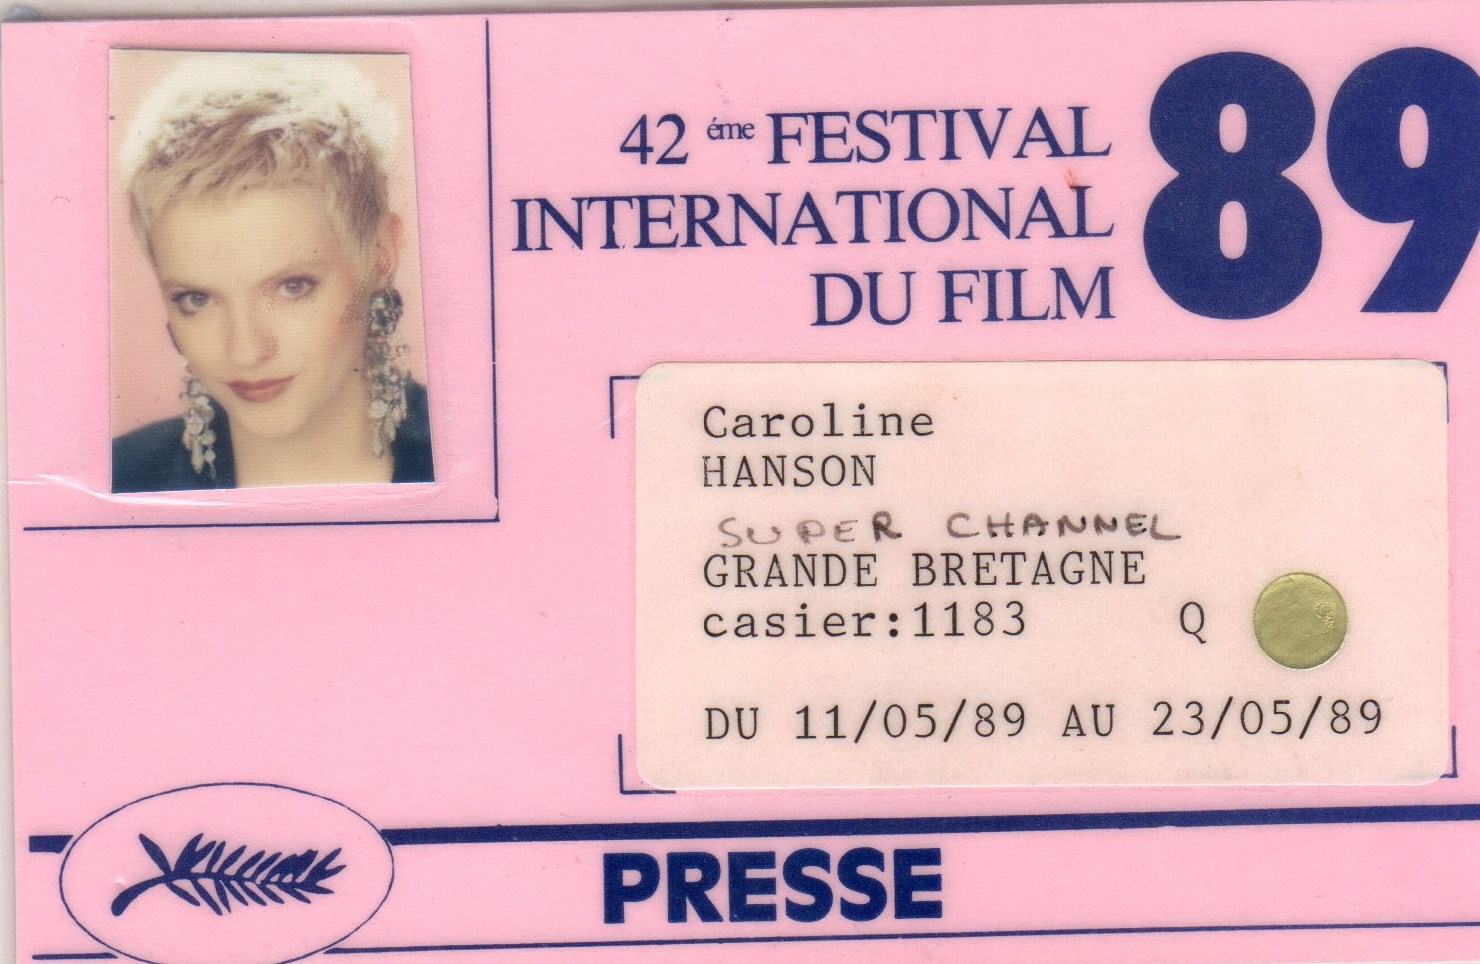 42 éme FESTIVAL
INTERNATIONAL
DU FILM
89
Caroline
HANSON
SUPER CHANNEL
GRANDE BRETAGNE
casier:1183 Q
DU 11/05/89 AU 23/05/89
PRESSE